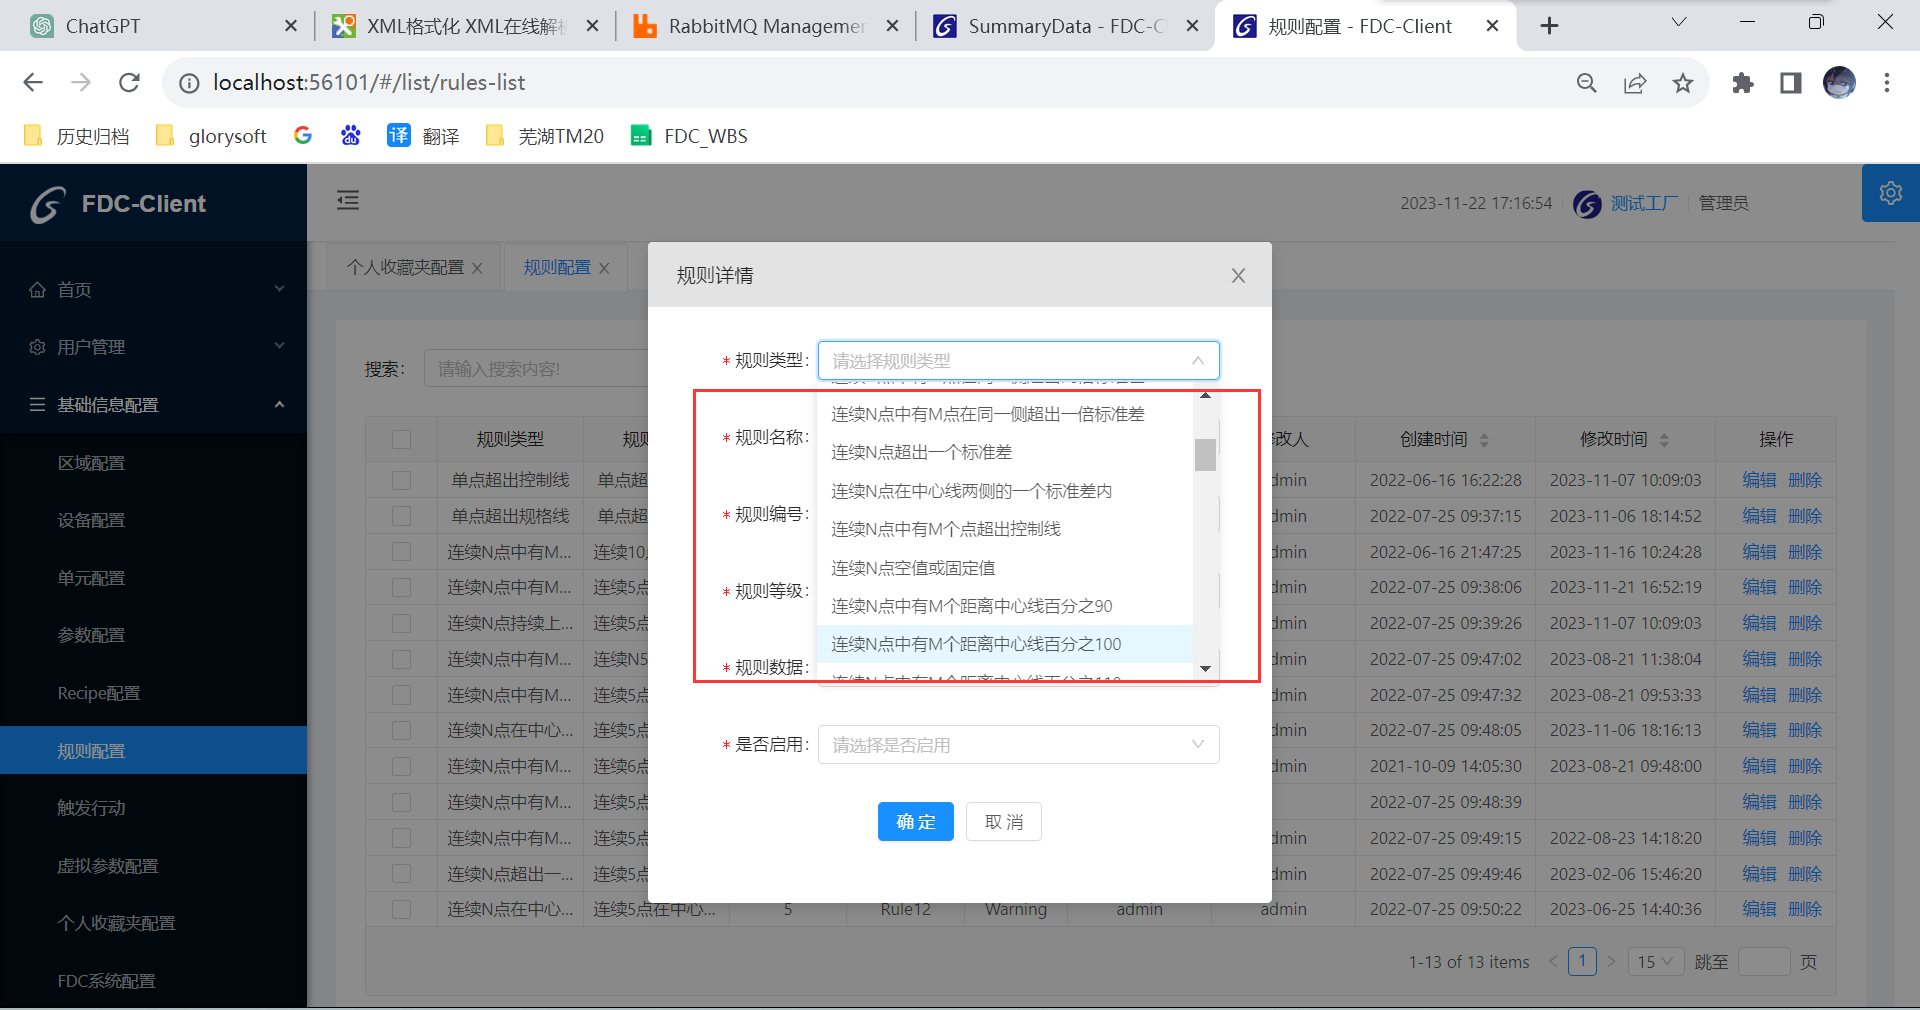 ChatGPT
XML格式化 XML在线解析
RabbitMQ Management
SummaryData - FDC-C
规则配置 - FDC-Client
localhost:56101/#/list/rules-list
历史归档
glorysoft
译 翻译
芜湖TM20
FDC_WBS
FDC-Client
2023-11-22 17:16:54
测试工厂
管理员
首页
用户管理
基础信息配置
区域配置
设备配置
单元配置
参数配置
Recipe配置
规则配置
触发行动
虚拟参数配置
个人收藏夹配置
FDC系统配置
个人收藏夹配置
规则配置
搜索:
请输入搜索内容!
规则类型 改人 创建时间 修改时间 操作
单点超出控制线 单点超 dmin 2022-06-16 16:22:28 2023-11-07 10:09:03 编辑 删除
单点超出规格线 单点超 dmin 2022-07-25 09:37:15 2023-11-06 18:14:52 编辑 删除
连续N点中有M... 连续10 dmin 2022-06-16 21:47:25 2023-11-16 10:24:28 编辑 删除
连续N点中有M... 连续5点 dmin 2022-07-25 09:38:06 2023-11-21 16:52:19 编辑 删除
连续N点持续上... 连续5点 dmin 2022-07-25 09:39:26 2023-11-07 10:09:03 编辑 删除
连续N点中有M... 连续N5 dmin 2022-07-25 09:47:02 2023-08-21 11:38:04 编辑 删除
连续N点中有M... 连续5点 dmin 2022-07-25 09:47:32 2023-08-21 09:53:33 编辑 删除
连续N点在中心... 连续5点 dmin 2022-07-25 09:48:05 2023-11-06 18:16:13 编辑 删除
连续N点中有M... 连续6点 dmin 2021-10-09 14:05:30 2023-08-21 09:48:00 编辑 删除
连续N点中有M... 连续5点 2022-07-25 09:48:39 编辑 删除
连续N点中有M... 连续5点 dmin 2022-07-25 09:49:15 2022-08-23 14:18:20 编辑 删除
连续N点超出一... 连续5点 dmin 2022-07-25 09:49:46 2023-02-06 15:46:20 编辑 删除
连续N点在中心... 连续5点在中心... 5 Rule12 Warning admin admin 2022-07-25 09:50:22 2023-06-25 14:40:36 编辑 删除
1-13 of 13 items < 1 > 15 跳至 页
规则详情
* 规则类型: 请选择规则类型
* 规则名称:
* 规则编号:
* 规则等级:
* 规则数据:
连续N点中有M点在同一侧超出一倍标准差
连续N点超出一个标准差
连续N点在中心线两侧的一个标准差内
连续N点中有M个点超出控制线
连续N点空值或固定值
连续N点中有M个距离中心线百分之90
连续N点中有M个距离中心线百分之100
连续N点中有M个距离中心线百分之110
* 是否启用: 请选择是否启用
确 定
取 消